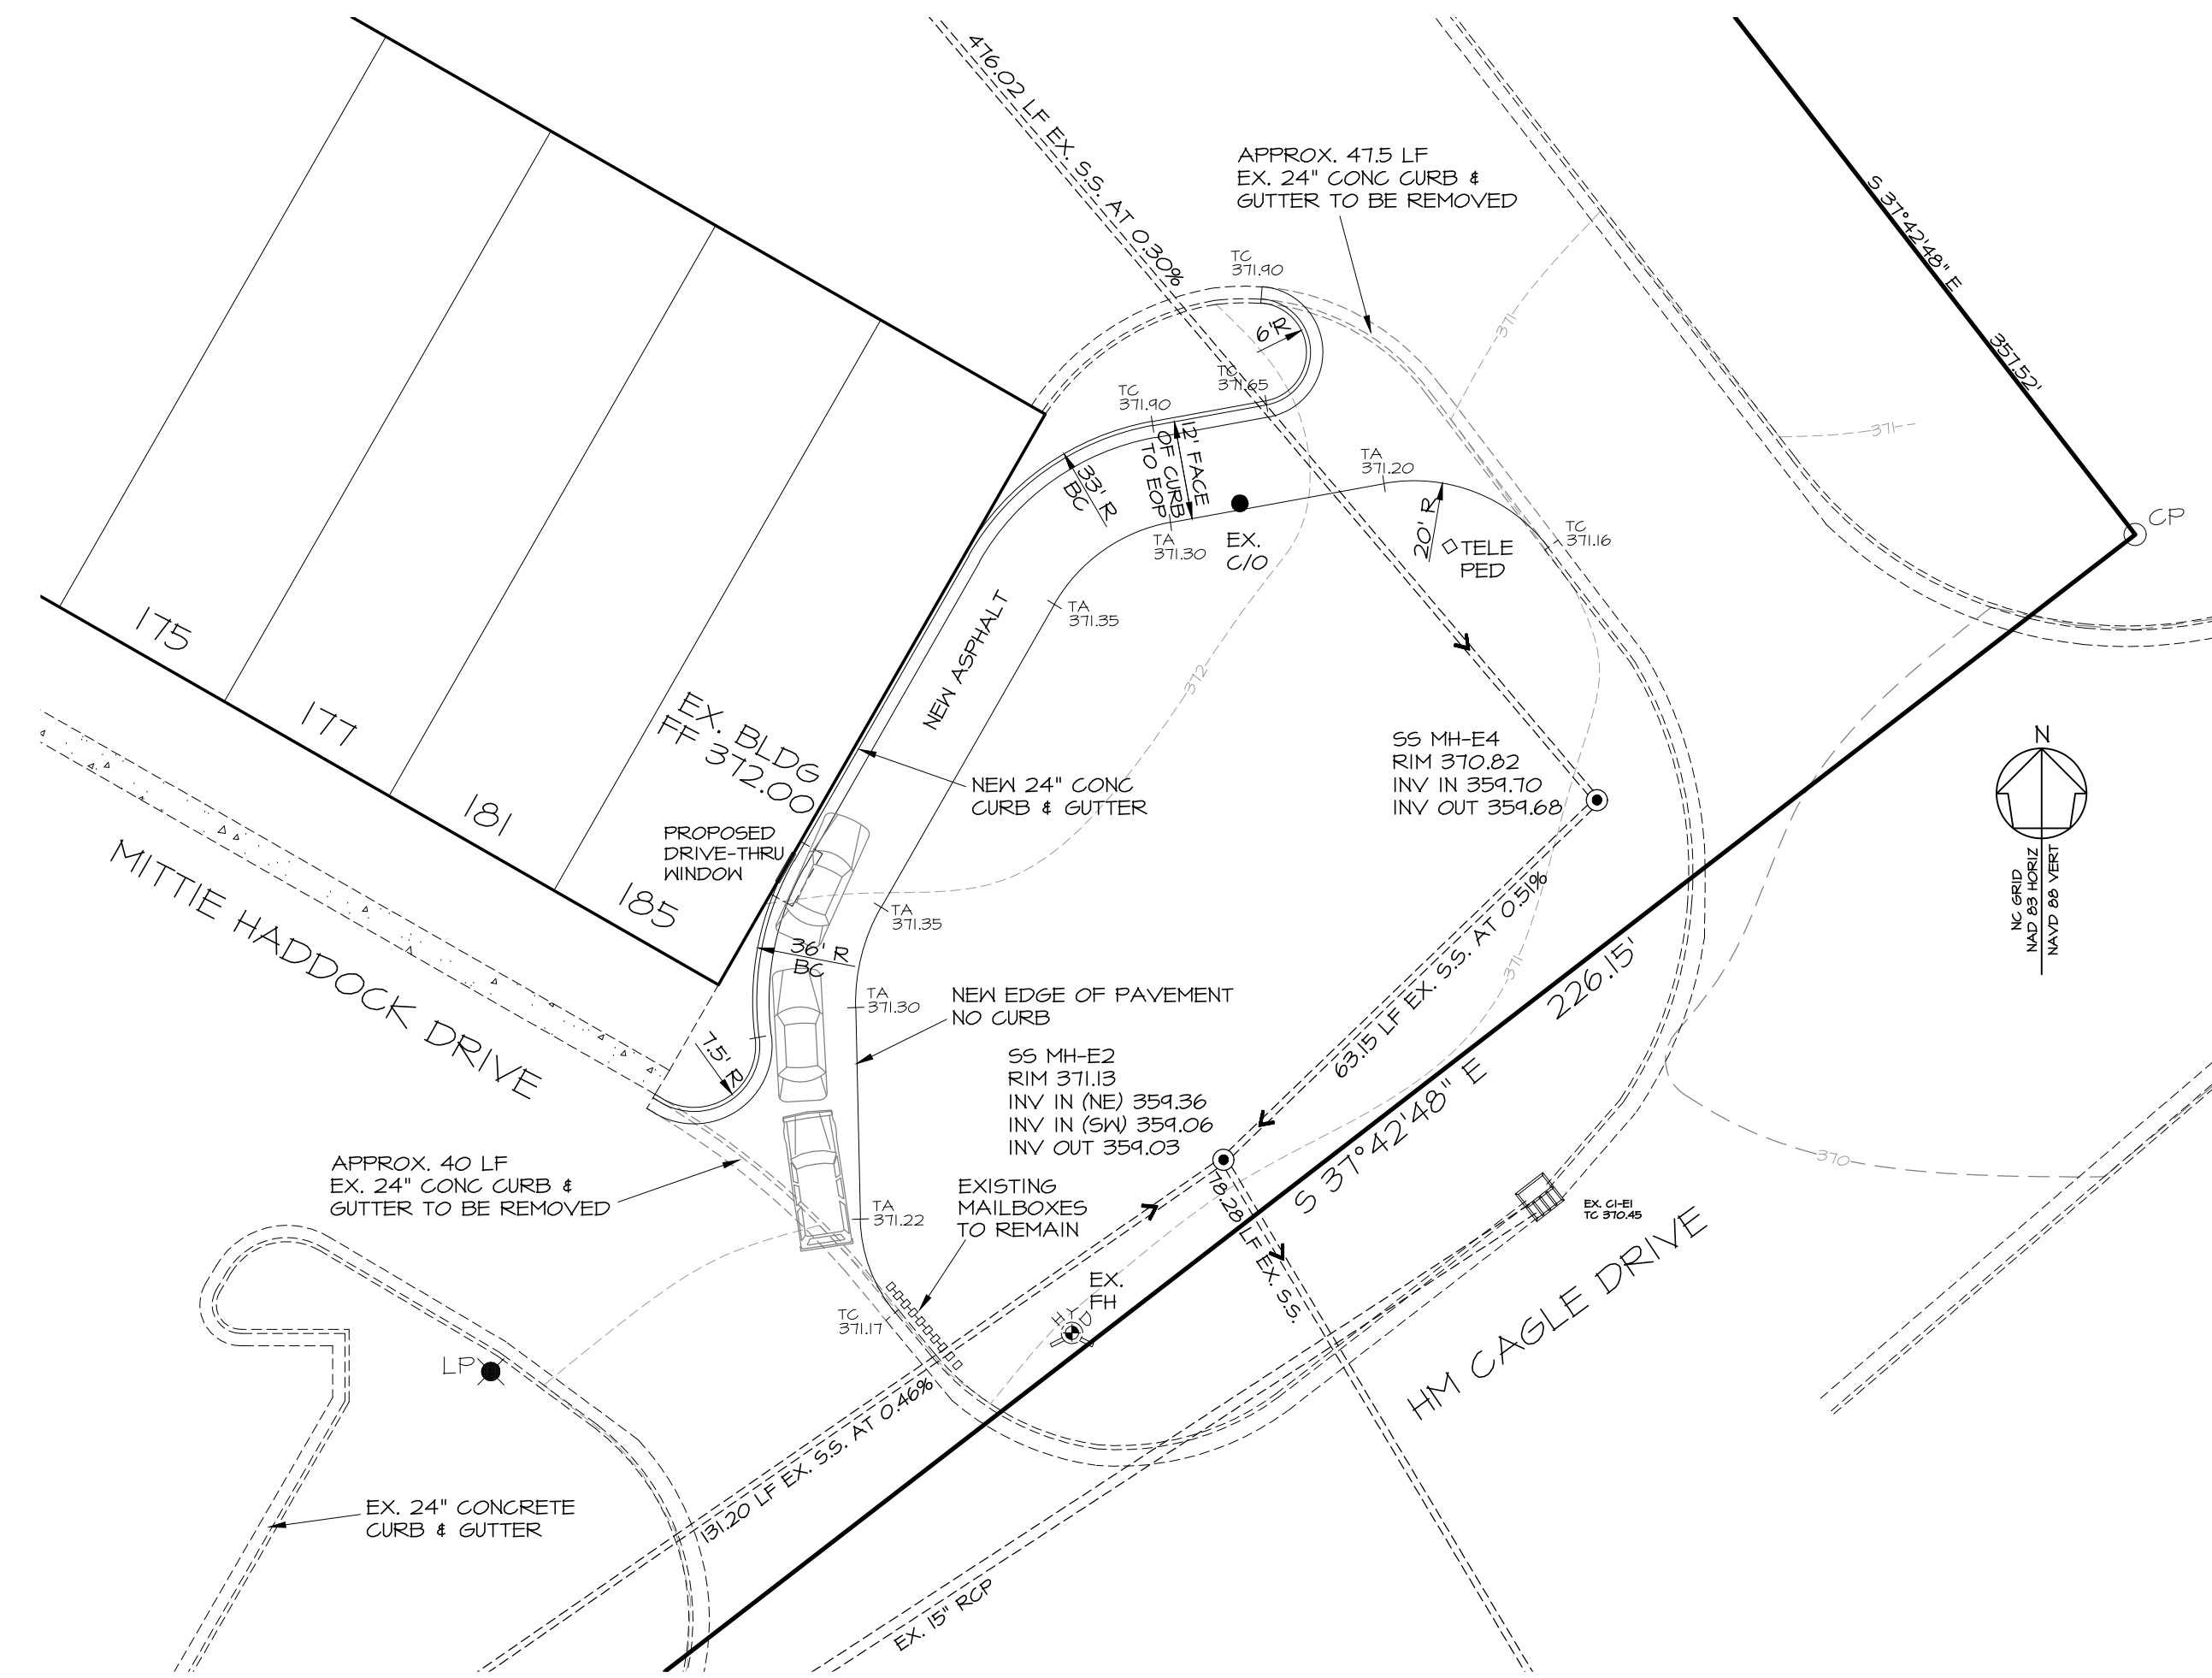 476.02 LF EX. S.S. AT 0.30%
APPROX. 47.5 LF
EX. 24" CONC CURB &
GUTTER TO BE REMOVED
S 37°42'48" E
357.52'
TC
371.90
371
6' R
TC
371.65
TC
371.90
371
12' FACE
OF CURB
TO EOP
33' R
BC
TA
371.20
20' R
TC
371.16
CP
TA
371.30
EX.
C/O
TELE
PED
TA
371.35
NEW ASPHALT
372
175
177
181
185
EX. BLDG
FF 372.00
NEW 24" CONC
CURB & GUTTER
SS MH-E4
RIM 370.82
INV IN 359.70
INV OUT 359.68
N
NC GRID
NAD 83 HORIZ
NAVD 88 VERT
PROPOSED
DRIVE-THRU
WINDOW
MITTIE HADDOCK DRIVE
TA
371.35
36' R
BC
TA
371.30
NEW EDGE OF PAVEMENT
NO CURB
63.15 LF EX. S.S. AT 0.51%
371
226.15'
S 37°42'48" E
7.5' R
SS MH-E2
RIM 371.13
INV IN (NE) 359.36
INV IN (SW) 359.06
INV OUT 359.03
APPROX. 40 LF
EX. 24" CONC CURB &
GUTTER TO BE REMOVED
EXISTING
MAILBOXES
TO REMAIN
TA
371.22
78.28 LF EX. S.S.
370
EX. CI-E1
TC 370.45
HM CAGLE DRIVE
EX.
FH
HYD
TC
371.17
LP
131.20 LF EX. S.S. AT 0.46%
EX. 24" CONCRETE
CURB & GUTTER
EX. 15" RCP